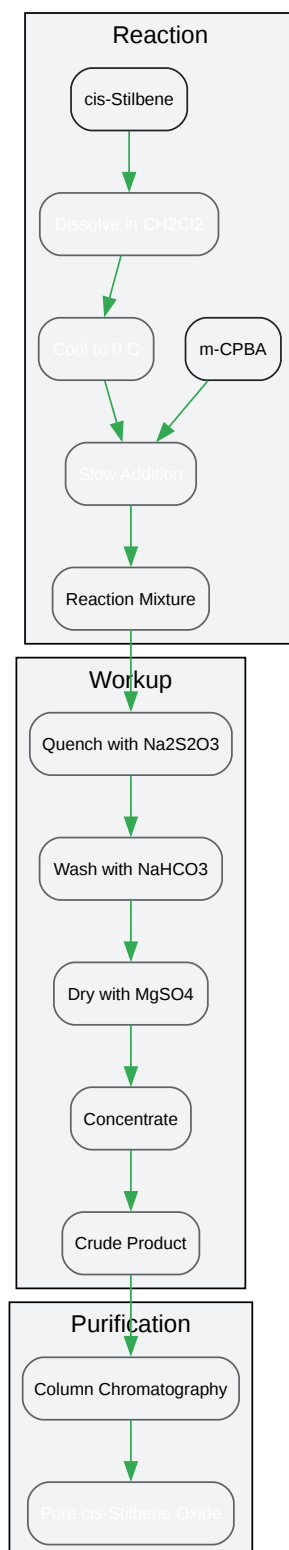 Reaction
cis-Stilbene
Dissolve in CH2Cl2
Cool to 0 C
m-CPBA
Slow Addition
Reaction Mixture
Workup
Quench with Na2S2O3
Wash with NaHCO3
Dry with MgSO4
Concentrate
Crude Product
Purification
Column Chromatography
Pure cis-Stilbene Oxide